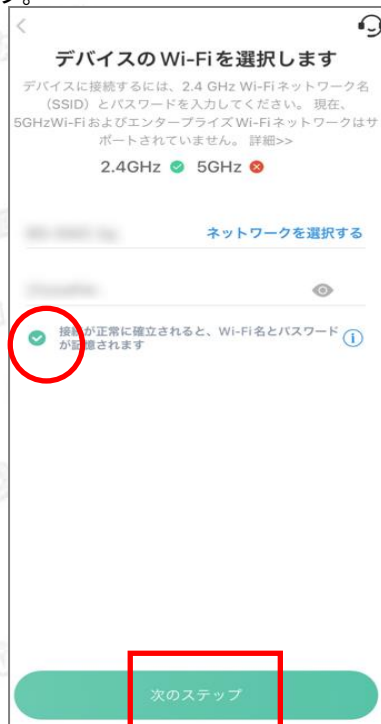 プ。
デバイスの Wi-Fiを選択します
デバイスに接続するには、2.4 GHz Wi-Fiネットワーク名
（SSID）とパスワードを入力してください。 現在、
5GHzWi-FiおよびエンタープライズWi-Fiネットワークはサ
ポートされていません。 詳細>>
2.4GHz 5GHz
ネットワークを選択する
接続が正常に確立されると、Wi-Fi名とパスワード
が記憶されます
次のステップ